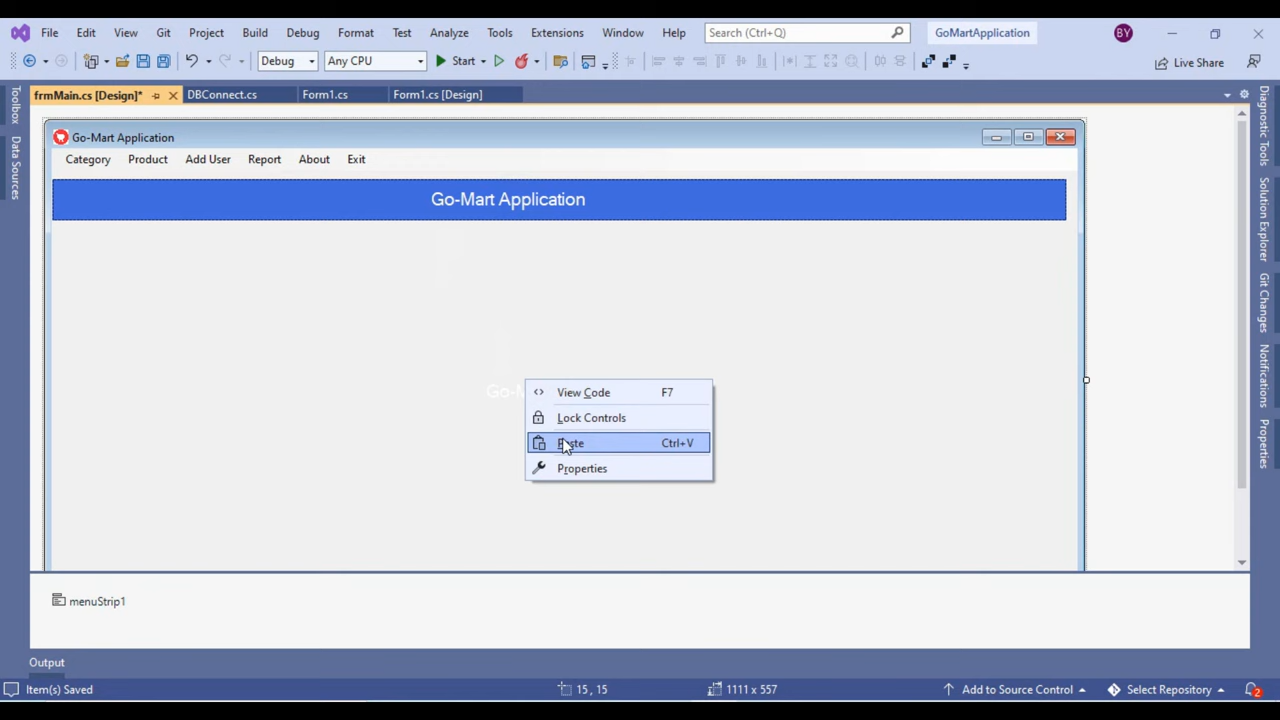 File Edit View Git Project Build Debug Format Test Analyze Tools Extensions Window Help Search (Ctrl+Q) GoMartApplication BY
Debug Any CPU Start Live Share
frmMain.cs [Design]* DBConnect.cs Form1.cs Form1.cs [Design]
Toolbox
Data Sources
Go-Mart Application
Category Product Add User Report About Exit
Go-Mart Application
Go-M
View Code F7
Lock Controls
Paste Ctrl+V
Properties
Diagnostic Tools
Solution Explorer
Git Changes
Notifications
Properties
menuStrip1
Output
Item(s) Saved 15 , 15 1111 x 557 Add to Source Control Select Repository 2